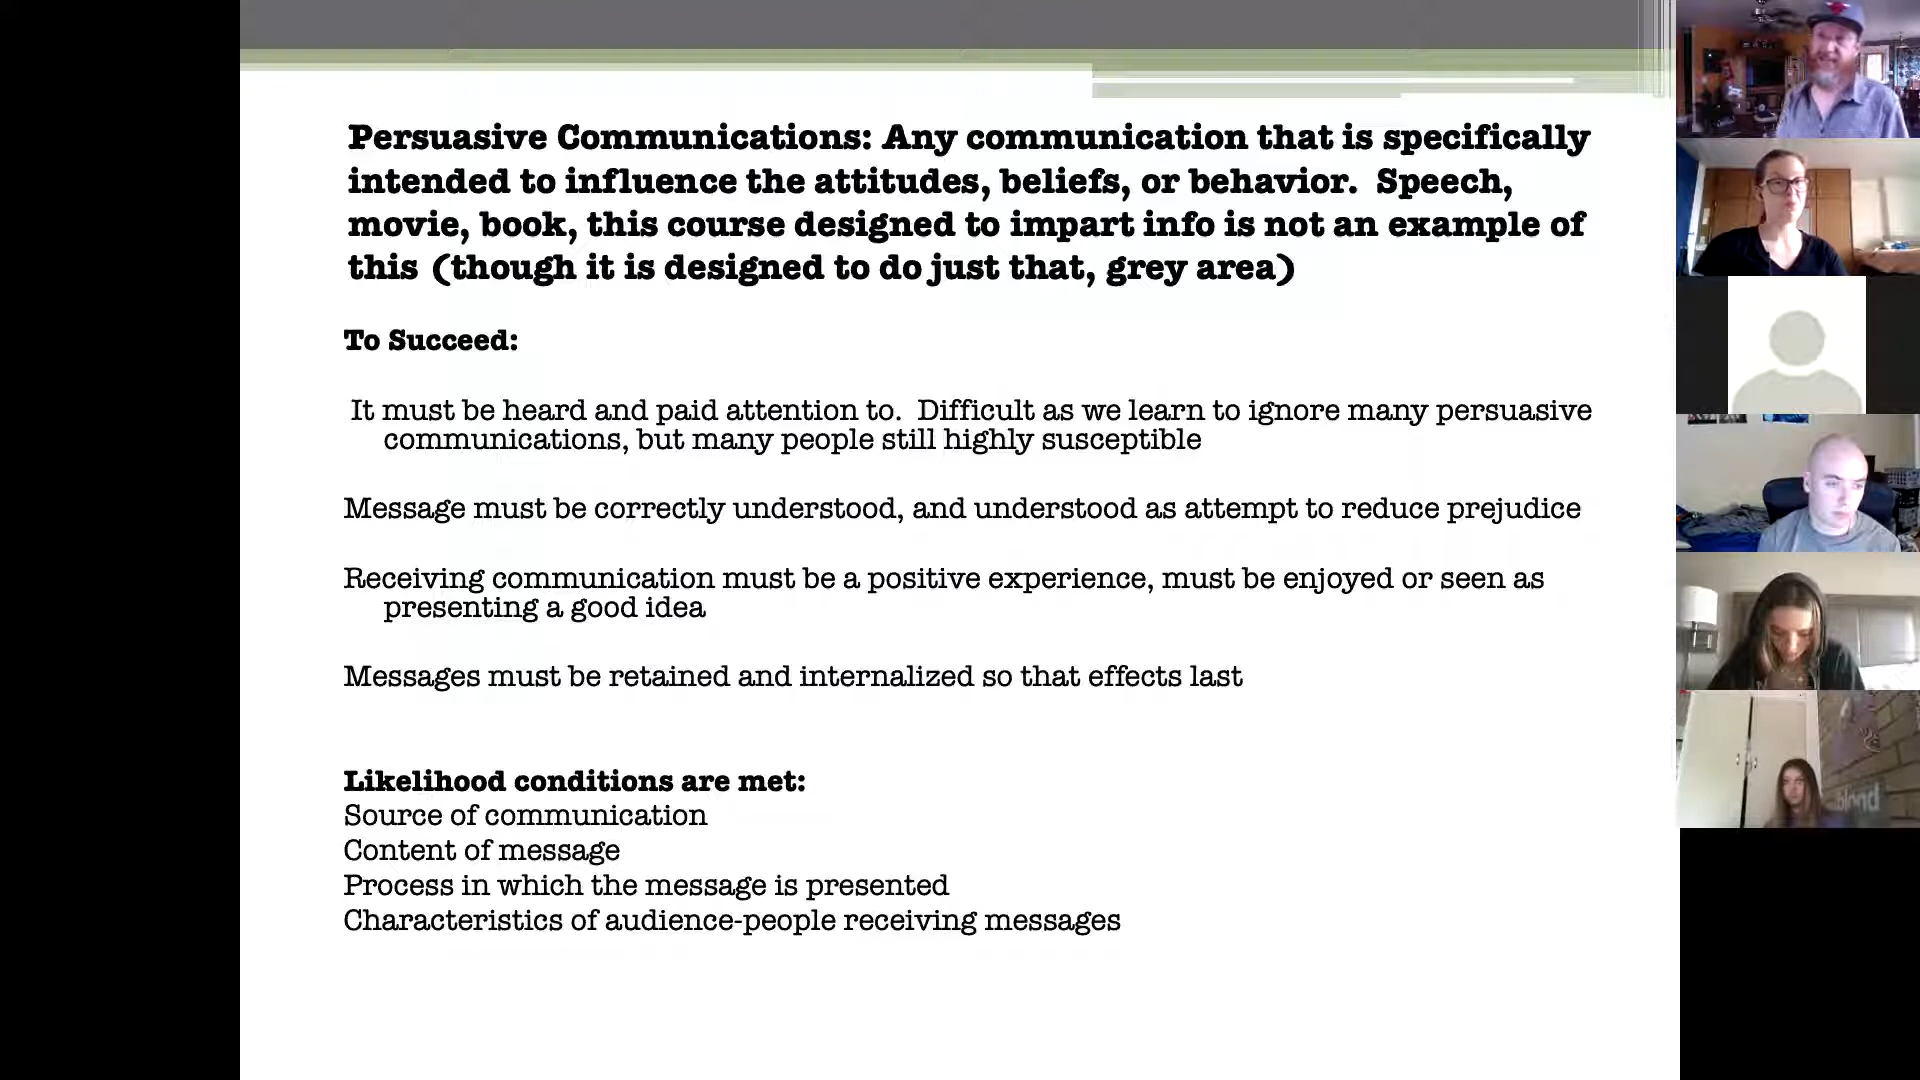 Persuasive Communications: Any communication that is specifically
intended to influence the attitudes, beliefs, or behavior.  Speech,
movie, book, this course designed to impart info is not an example of
this (though it is designed to do just that, grey area)
To Succeed:
It must be heard and paid attention to.  Difficult as we learn to ignore many persuasive
communications, but many people still highly susceptible
Message must be correctly understood, and understood as attempt to reduce prejudice
Receiving communication must be a positive experience, must be enjoyed or seen as
presenting a good idea
Messages must be retained and internalized so that effects last
Likelihood conditions are met:
Source of communication
Content of message
Process in which the message is presented
Characteristics of audience-people receiving messages
blond